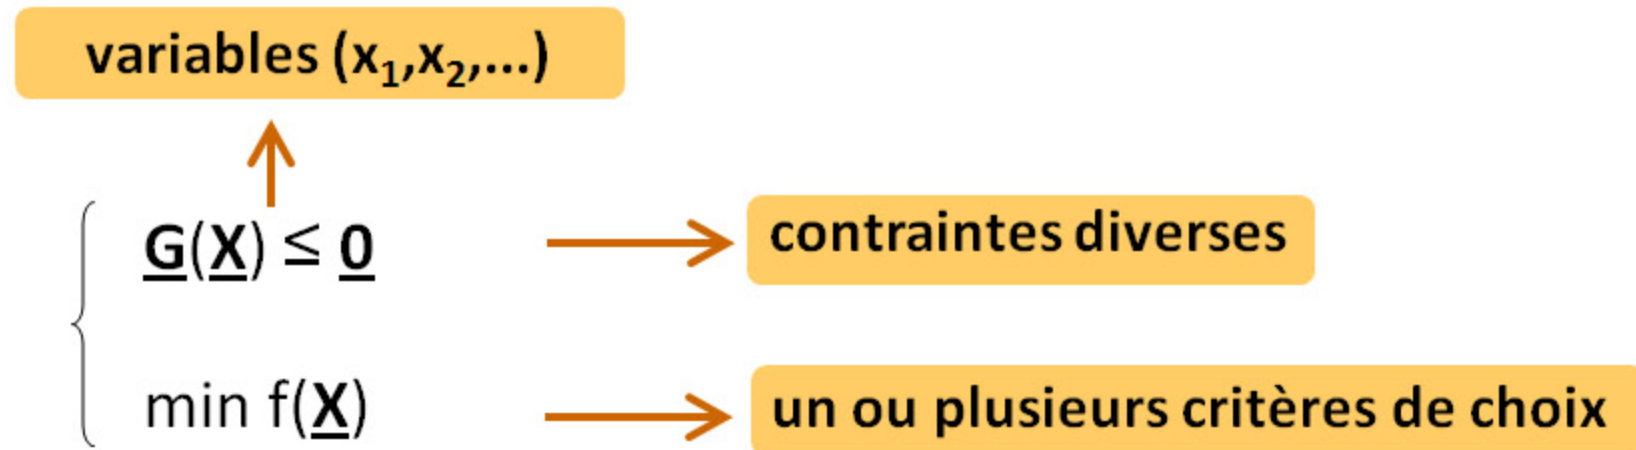 variables (x₁,x₂,...)
G(X) ≤ 0
contraintes diverses
min f(X)
un ou plusieurs critères de choix